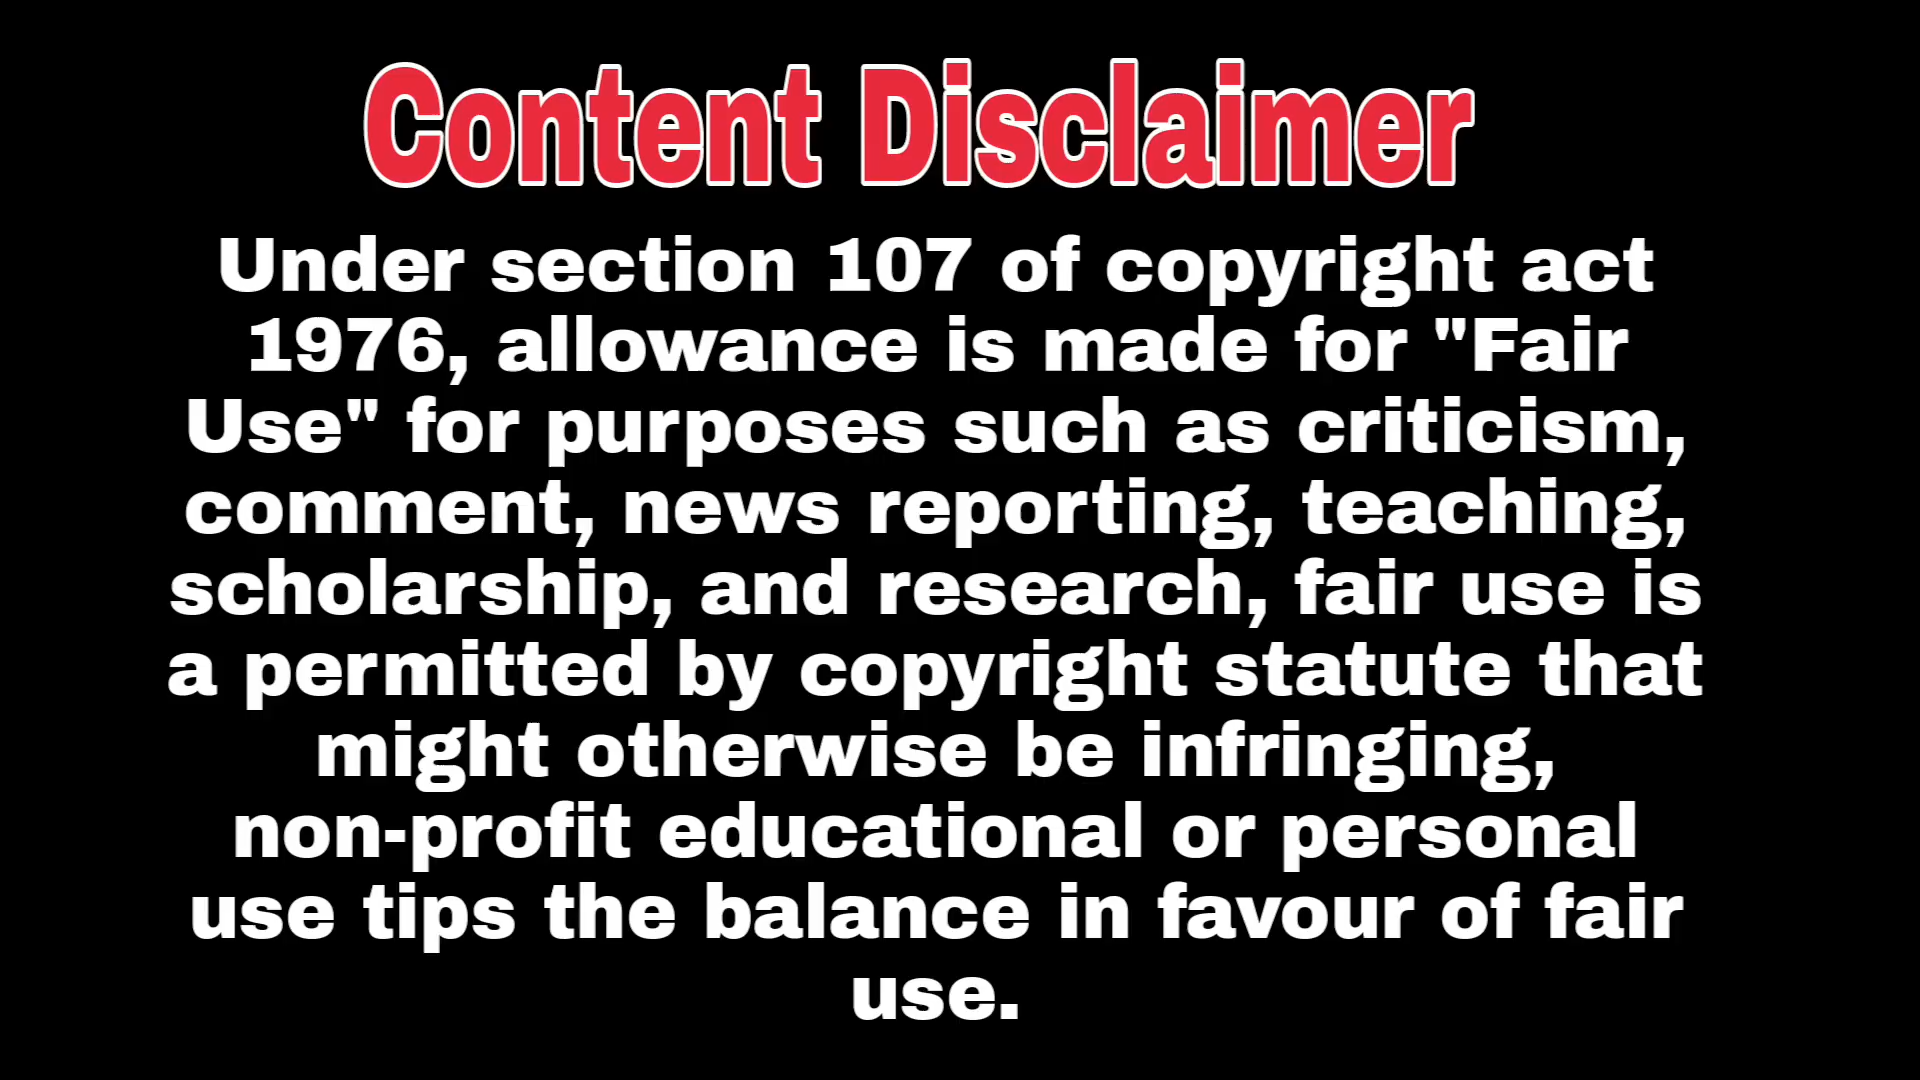 Content Disclaimer
Under section 107 of copyright act
1976, allowance is made for "Fair
Use" for purposes such as criticism,
comment, news reporting, teaching,
scholarship, and research, fair use is
a permitted by copyright statute that
might otherwise be infringing,
non-profit educational or personal
use tips the balance in favour of fair
use.